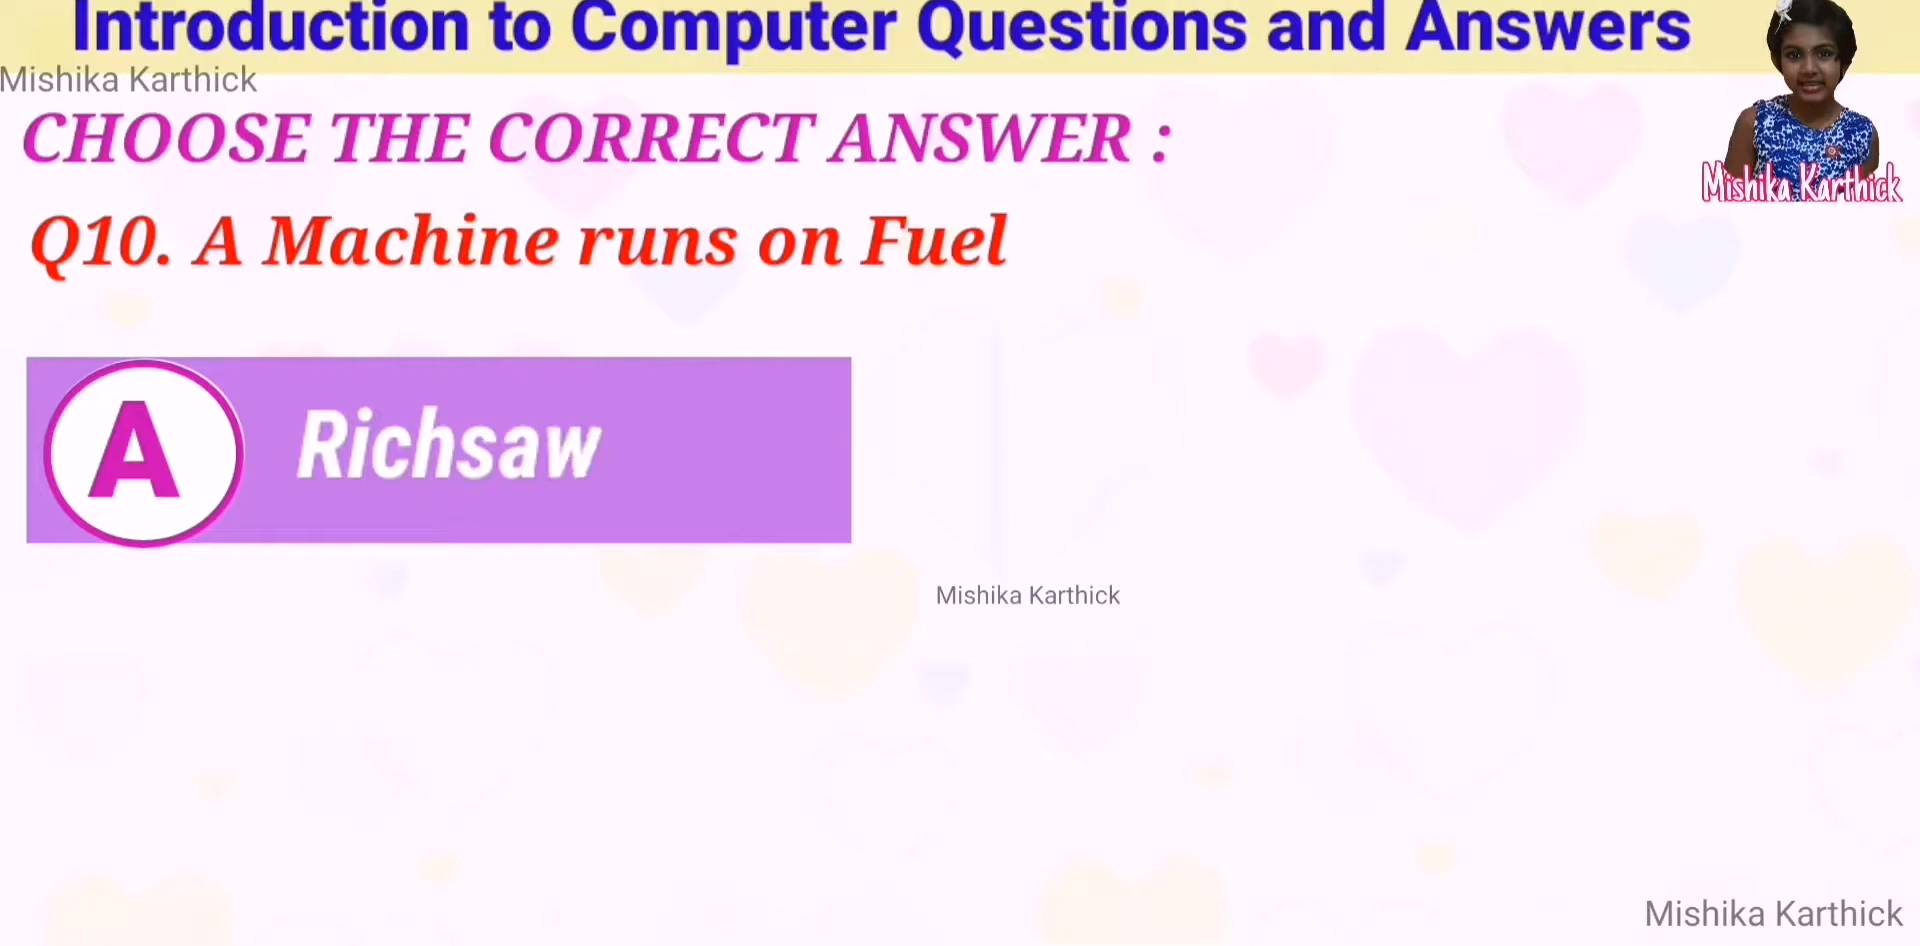 Introduction to Computer Questions and Answers
Mishika Karthick
CHOOSE THE CORRECT ANSWER :
Mishika Karthick
Q10. A Machine runs on Fuel
A Richsaw
Mishika Karthick
Mishika Karthick